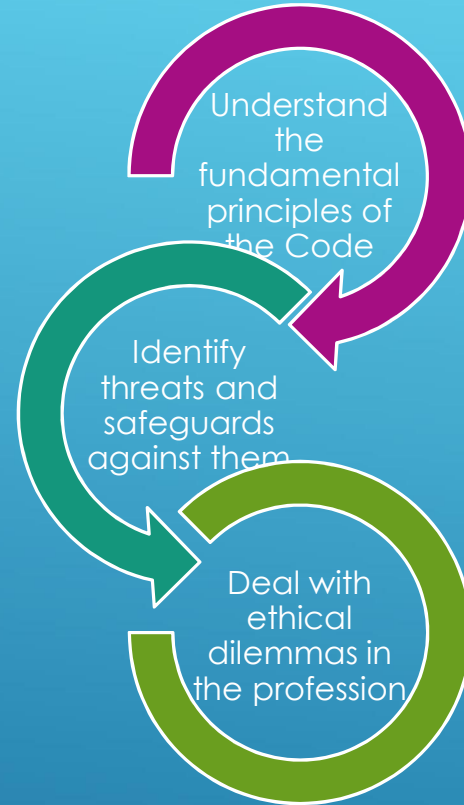 Understand
the
fundamental
principles of
the Code
Identify
threats and
safeguards
against them
Deal with
ethical
dilemmas in
the profession